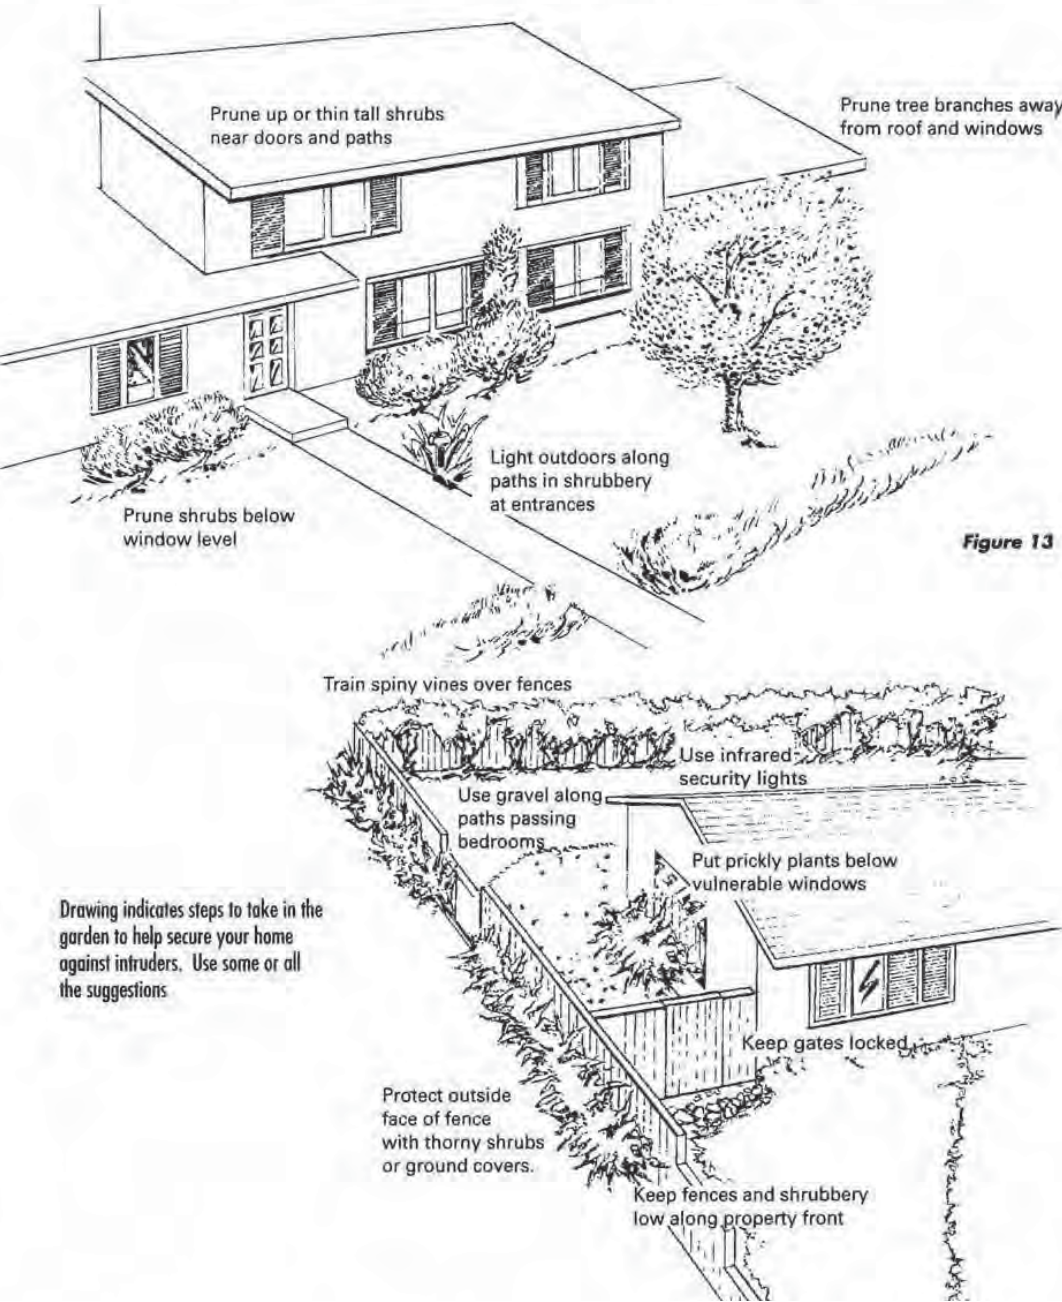 Prune up or thin tall shrubs
near doors and paths
Prune tree branches away
from roof and windows
Light outdoors along
paths in shrubbery
at entrances
Prune shrubs below
window level
Figure 13
Train spiny vines over fences
Use infrared
security lights
Use gravel along
paths passing
bedrooms
Put prickly plants below
vulnerable windows
Drawing indicates steps to take in the
garden to help secure your home
against intruders. Use some or all
the suggestions
Keep gates locked
Protect outside
face of fence
with thorny shrubs
or ground covers.
Keep fences and shrubbery
low along property front